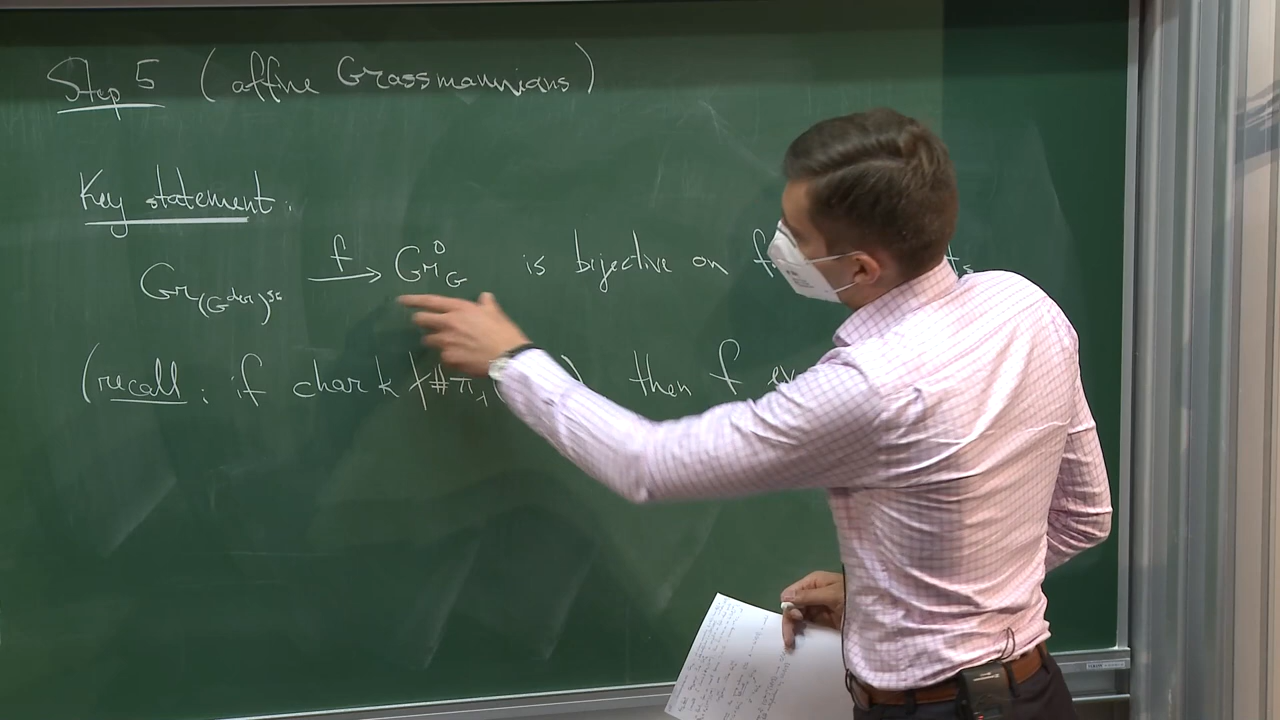 Step 5 (affine Grassmannians)
Key statement:
Gr_{(G^{der})^{sc}} \xrightarrow{f} Gr^0_G is bijective on
(recall: if char k ∤ #π_1 ) then f